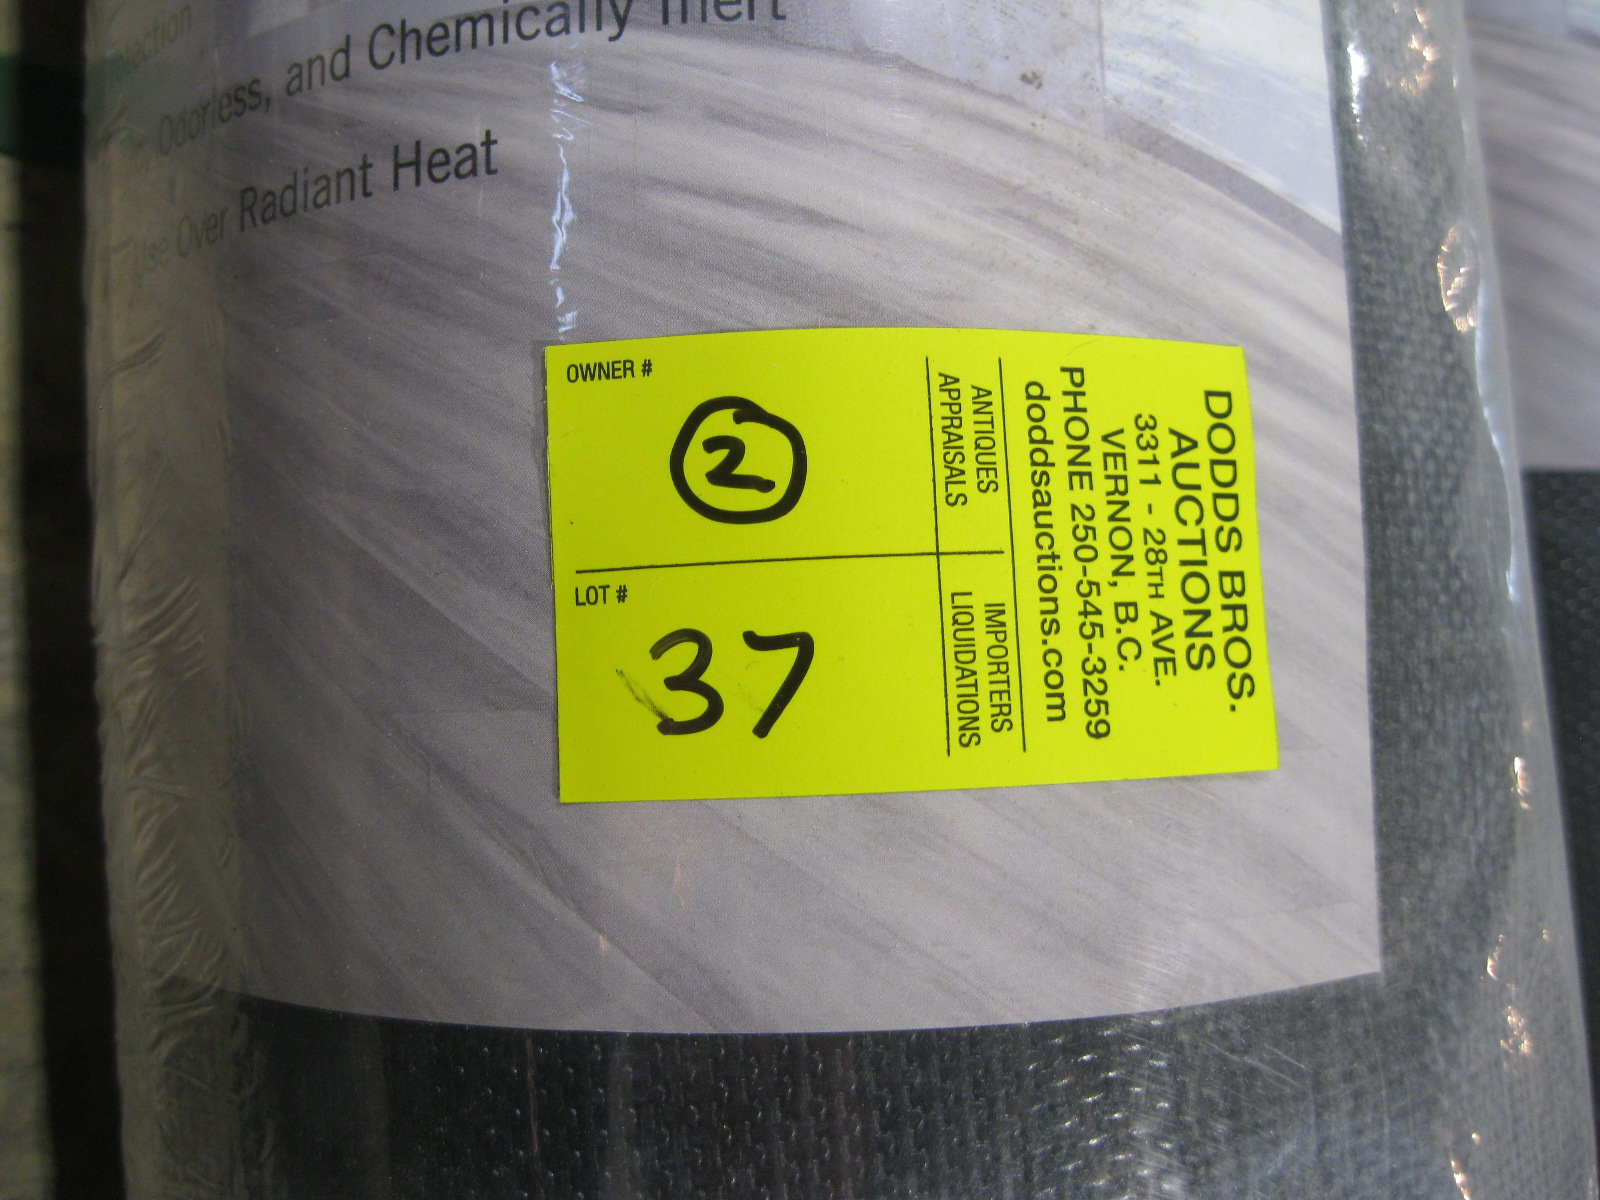 otection
Odorless, and Chemically Inert
Use Over Radiant Heat
OWNER #
2
LOT #
37
ANTIQUES
APPRAISALS
IMPORTERS
LIQUIDATIONS
DODDS BROS.
AUCTIONS
3311 - 28TH AVE.
VERNON, B.C.
PHONE 250-545-3259
doddsauctions.com